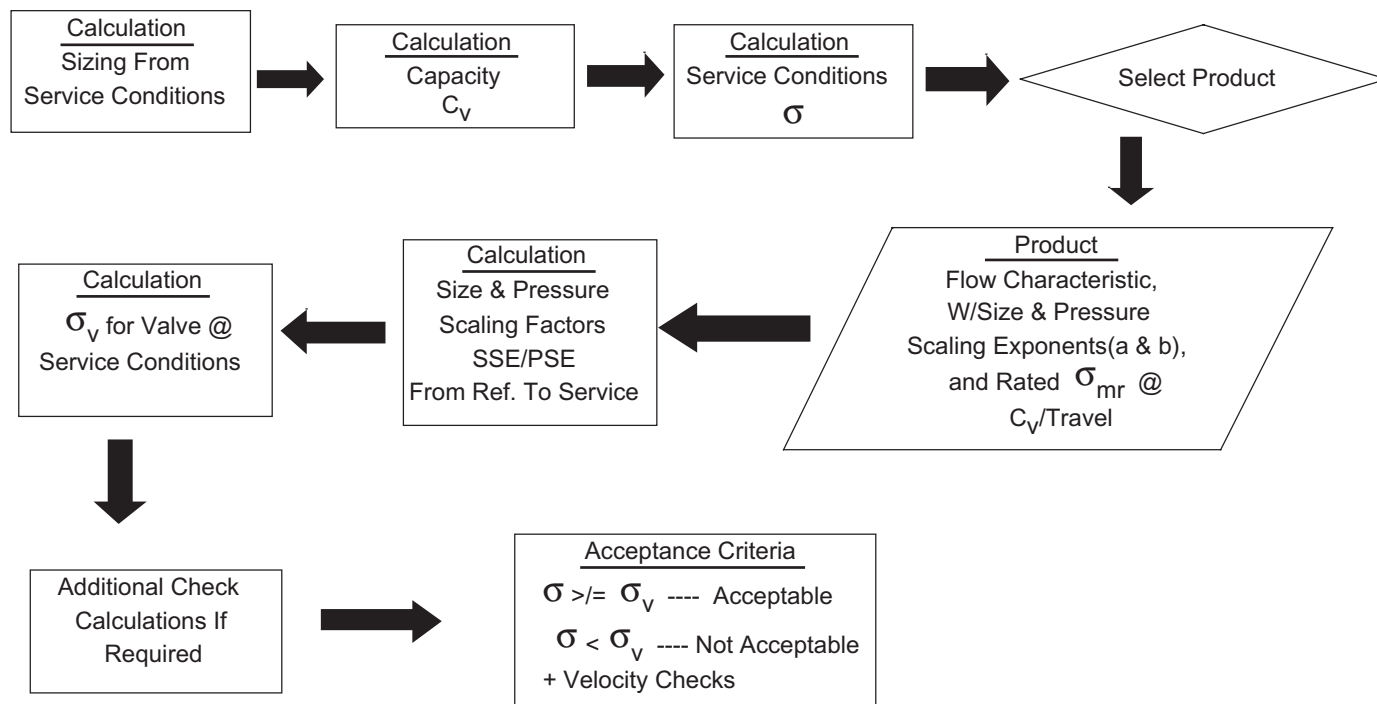 Calculation
Sizing From
Service Conditions
Calculation
Capacity
Cv
Calculation
Service Conditions
σ
Select Product
Product
Flow Characteristic,
W/Size & Pressure
Scaling Exponents(a & b),
and Rated σmr @
Cv/Travel
Calculation
Size & Pressure
Scaling Factors
SSE/PSE
From Ref. To Service
Calculation
σv for Valve @
Service Conditions
Additional Check
Calculations If
Required
Acceptance Criteria
σ >/= σv ---- Acceptable
σ < σv ---- Not Acceptable
+ Velocity Checks